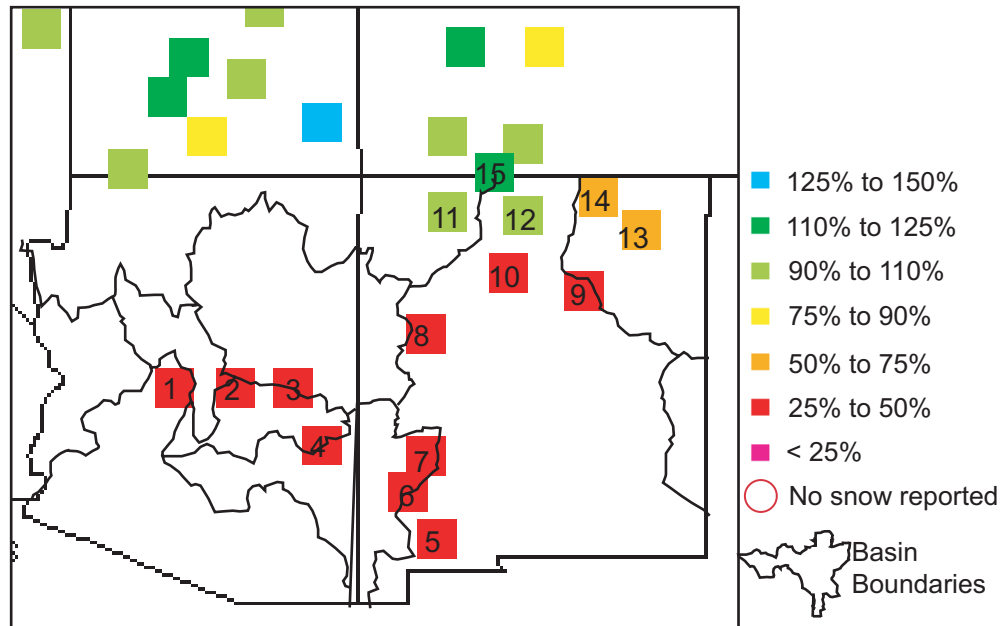 15
14
11
12
13
10
9
8
1
2
3
4
7
6
5
125% to 150%
110% to 125%
90% to 110%
75% to 90%
50% to 75%
25% to 50%
< 25%
No snow reported
Basin
Boundaries